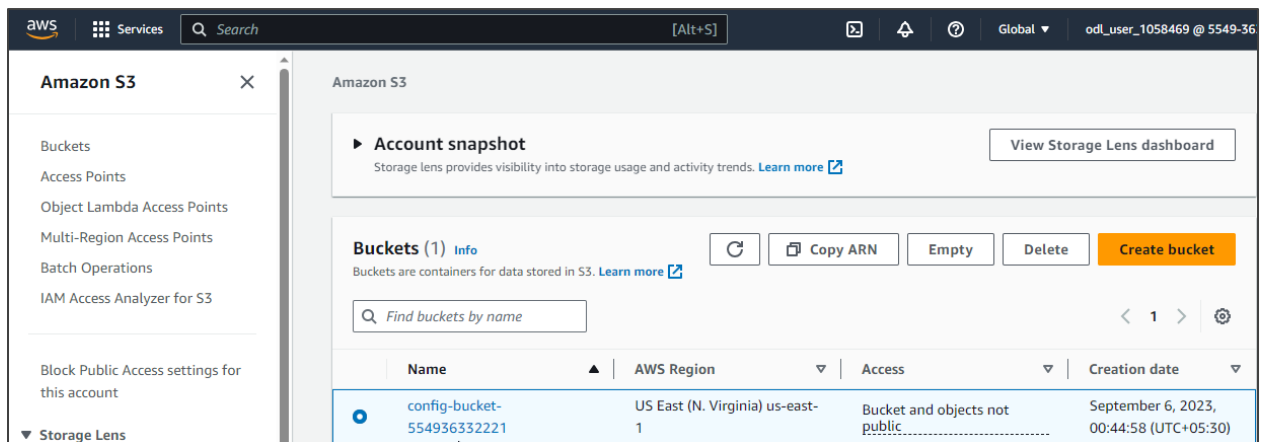 aws
Services
Search
[Alt+S]
Global
odl_user_1058469 @ 5549-36
Amazon S3
Buckets
Access Points
Object Lambda Access Points
Multi-Region Access Points
Batch Operations
IAM Access Analyzer for S3
Block Public Access settings for
this account
Storage Lens
Amazon S3
Account snapshot
Storage lens provides visibility into storage usage and activity trends. Learn more
View Storage Lens dashboard
Buckets (1) Info
Buckets are containers for data stored in S3. Learn more
Copy ARN
Empty
Delete
Create bucket
Find buckets by name
1
Name
AWS Region
Access
Creation date
config-bucket-
554936332221
US East (N. Virginia) us-east-
1
Bucket and objects not
public
September 6, 2023,
00:44:58 (UTC+05:30)